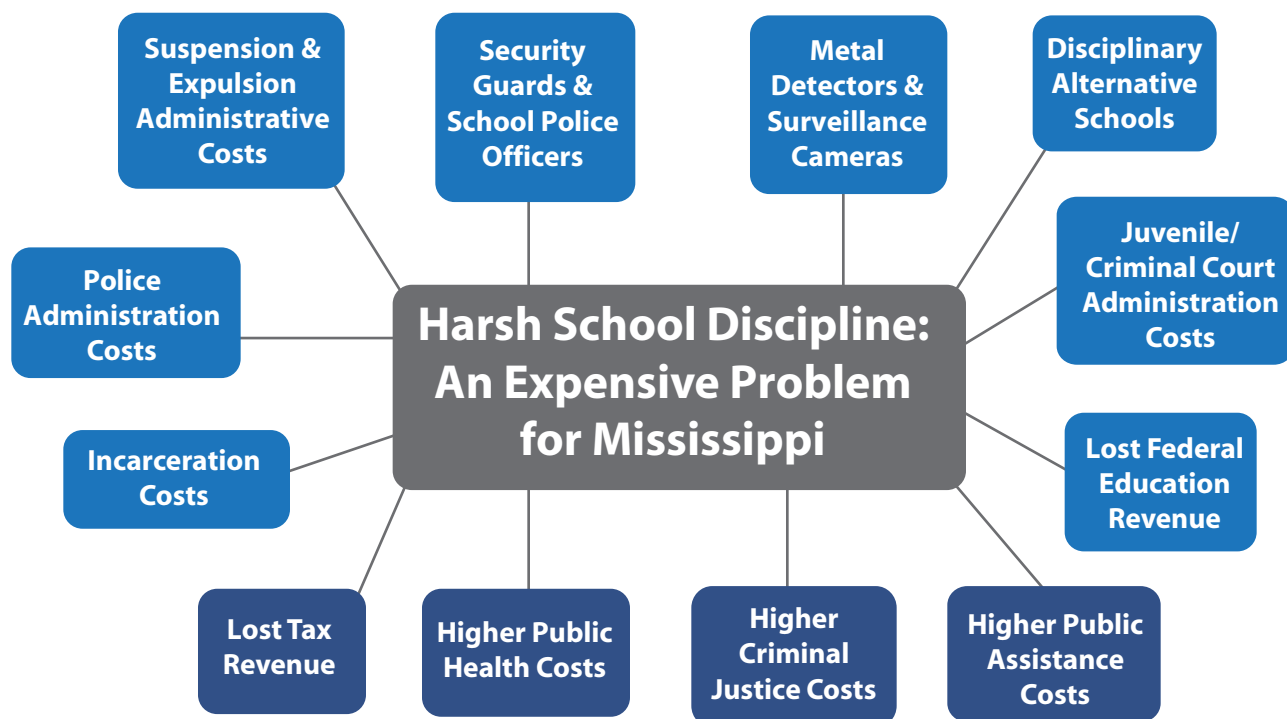 Suspension &
Expulsion
Administrative
Costs
Security
Guards &
School Police
Officers
Metal
Detectors &
Surveillance
Cameras
Disciplinary
Alternative
Schools
Police
Administration
Costs
Harsh School Discipline:
An Expensive Problem
for Mississippi
Juvenile/
Criminal Court
Administration
Costs
Incarceration
Costs
Lost Federal
Education
Revenue
Lost Tax
Revenue
Higher Public
Health Costs
Higher
Criminal
Justice Costs
Higher Public
Assistance
Costs